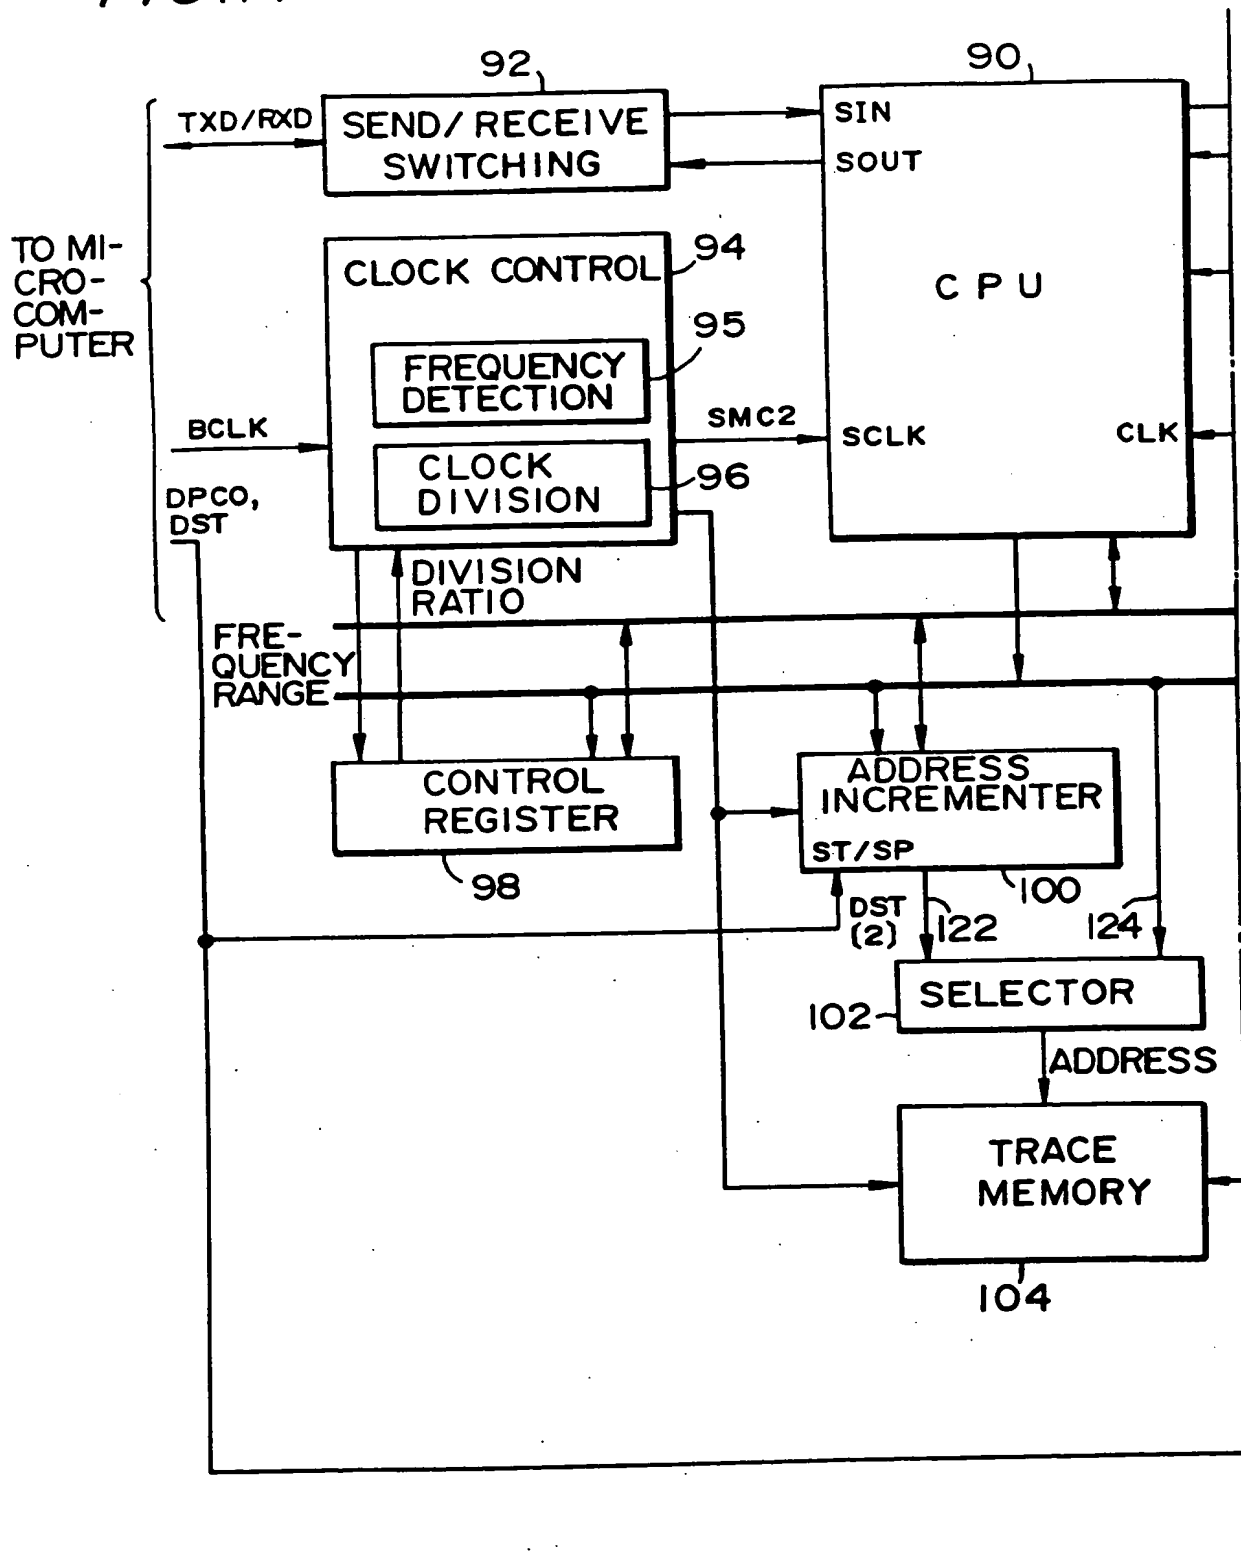 92
90
TXD/RXD
SEND/RECEIVE
SWITCHING
SIN
SOUT
TO MI-
CRO-
COM-
PUTER
CLOCK CONTROL
94
CPU
95
FREQUENCY
DETECTION
BCLK
SMC2
SCLK
CLK
CLOCK
DIVISION
96
DPCO,
DST
DIVISION
RATIO
FRE-
QUENCY
RANGE
CONTROL
REGISTER
98
ADDRESS
INCREMENTER
ST/SP
100
DST
(2)
122
124
SELECTOR
102
ADDRESS
TRACE
MEMORY
104